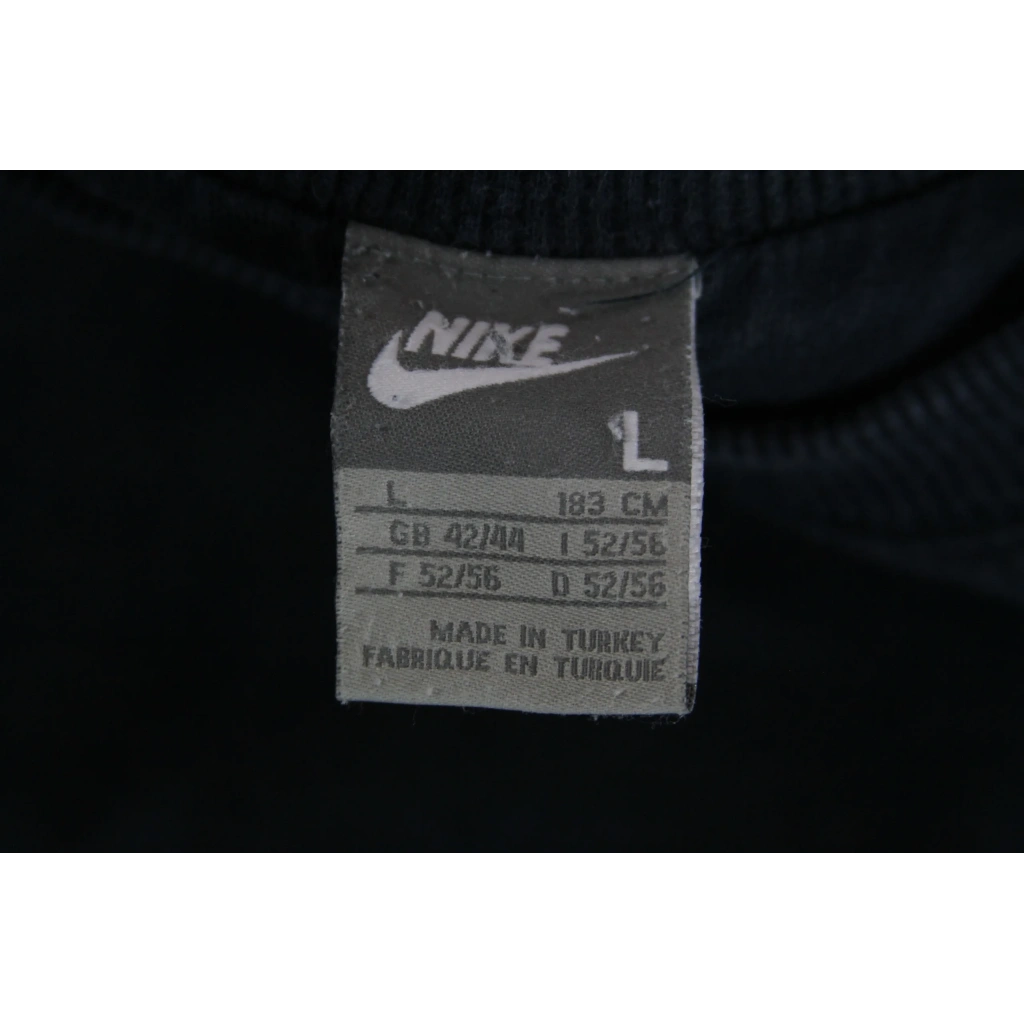 NIKE
L
L 183 CM
GB 42/44 I 52/56
F 52/56 D 52/56
MADE IN TURKEY
FABRIQUE EN TURQUIE